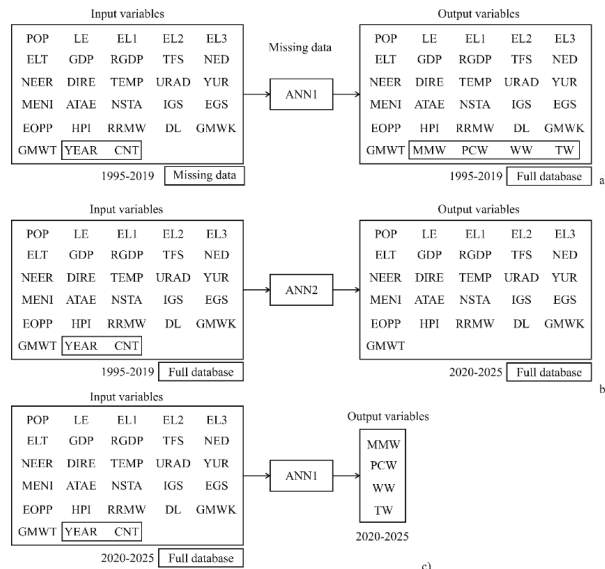 Input variables
Output variables
POP LE EL1 EL2 EL3
ELT GDP RGDP TFS NED
NEER DIRE TEMP URAD YUR
MENI ATAE NSTA IGS EGS
EOPP HPI RRMW DL GMWK
GMWT YEAR CNT
1995-2019 Missing data
Missing data
ANN1
POP LE EL1 EL2 EL3
ELT GDP RGDP TFS NED
NEER DIRE TEMP URAD YUR
MENI ATAE NSTA IGS EGS
EOPP HPI RRMW DL GMWK
GMWT MMW PCW WW TW
1995-2019 Full database
a
Input variables
Output variables
POP LE EL1 EL2 EL3
ELT GDP RGDP TFS NED
NEER DIRE TEMP URAD YUR
MENI ATAE NSTA IGS EGS
EOPP HPI RRMW DL GMWK
GMWT YEAR CNT
1995-2019 Full database
ANN2
POP LE EL1 EL2 EL3
ELT GDP RGDP TFS NED
NEER DIRE TEMP URAD YUR
MENI ATAE NSTA IGS EGS
EOPP HPI RRMW DL GMWK
GMWT
2020-2025 Full database
b
Input variables
POP LE EL1 EL2 EL3
ELT GDP RGDP TFS NED
NEER DIRE TEMP URAD YUR
MENI ATAE NSTA IGS EGS
EOPP HPI RRMW DL GMWK
GMWT YEAR CNT
2020-2025 Full database
ANN1
Output variables
MMW
PCW
WW
TW
2020-2025
c)